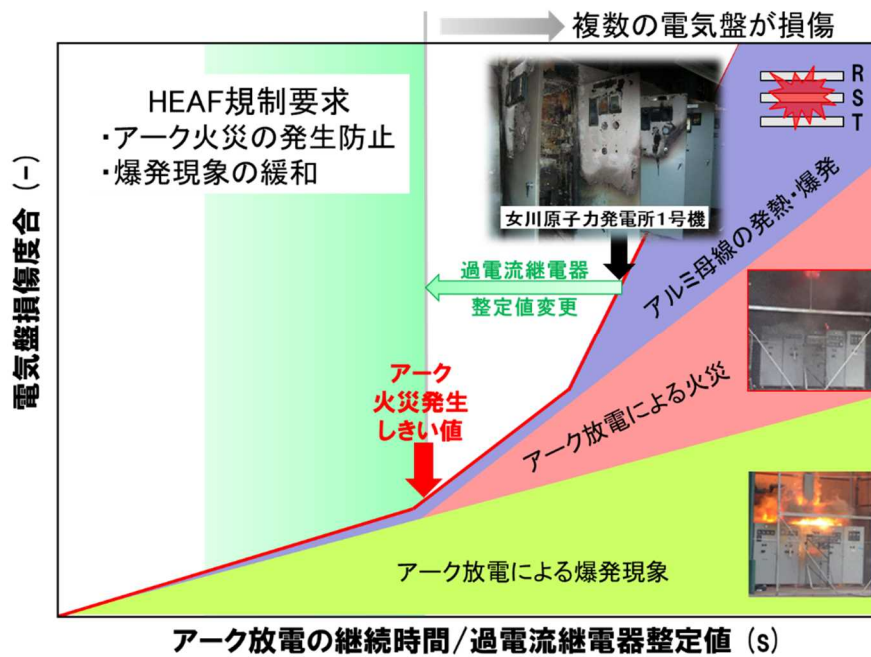 複数の電気盤が損傷
HEAF規制要求
・アーク火災の発生防止
・爆発現象の緩和
R
S
T
女川原子力発電所1号機
過電流継電器
整定値変更
アルミ母線の発熱・爆発
アーク
火災発生
しきい値
アーク放電による火災
アーク放電による爆発現象
電気盤損傷度合 (-)
アーク放電の継続時間/過電流継電器整定値 (s)